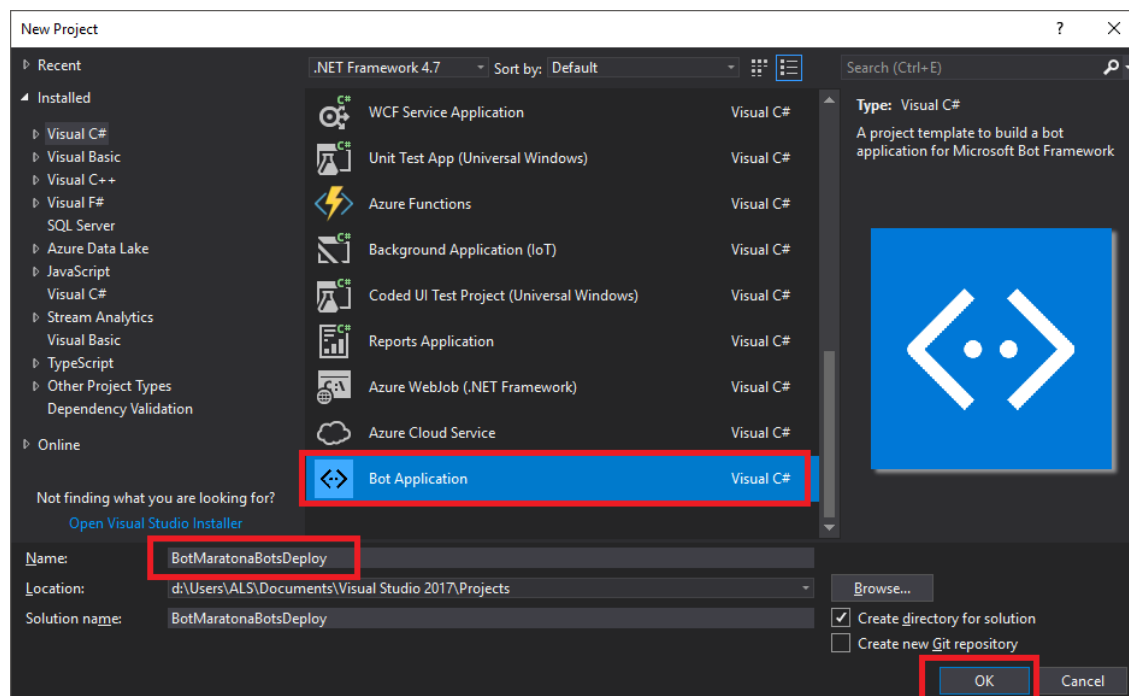 New Project
?
Recent
.NET Framework 4.7
Sort by: Default
Search (Ctrl+E)
Installed
Visual C#
Visual Basic
Visual C++
Visual F#
SQL Server
Azure Data Lake
JavaScript
Visual C#
Stream Analytics
Visual Basic
TypeScript
Other Project Types
Dependency Validation
Online
Not finding what you are looking for?
Open Visual Studio Installer
C# WCF Service Application Visual C#
C# Unit Test App (Universal Windows) Visual C#
Azure Functions Visual C#
C# Background Application (IoT) Visual C#
C# Coded UI Test Project (Universal Windows) Visual C#
C# Reports Application Visual C#
C:\ Azure WebJob (.NET Framework) Visual C#
Azure Cloud Service Visual C#
Bot Application Visual C#
Type: Visual C#
A project template to build a bot
application for Microsoft Bot Framework
Name: BotMaratonaBotsDeploy
Location: d:\Users\ALS\Documents\Visual Studio 2017\Projects
Browse...
Solution name: BotMaratonaBotsDeploy
Create directory for solution
Create new Git repository
OK
Cancel